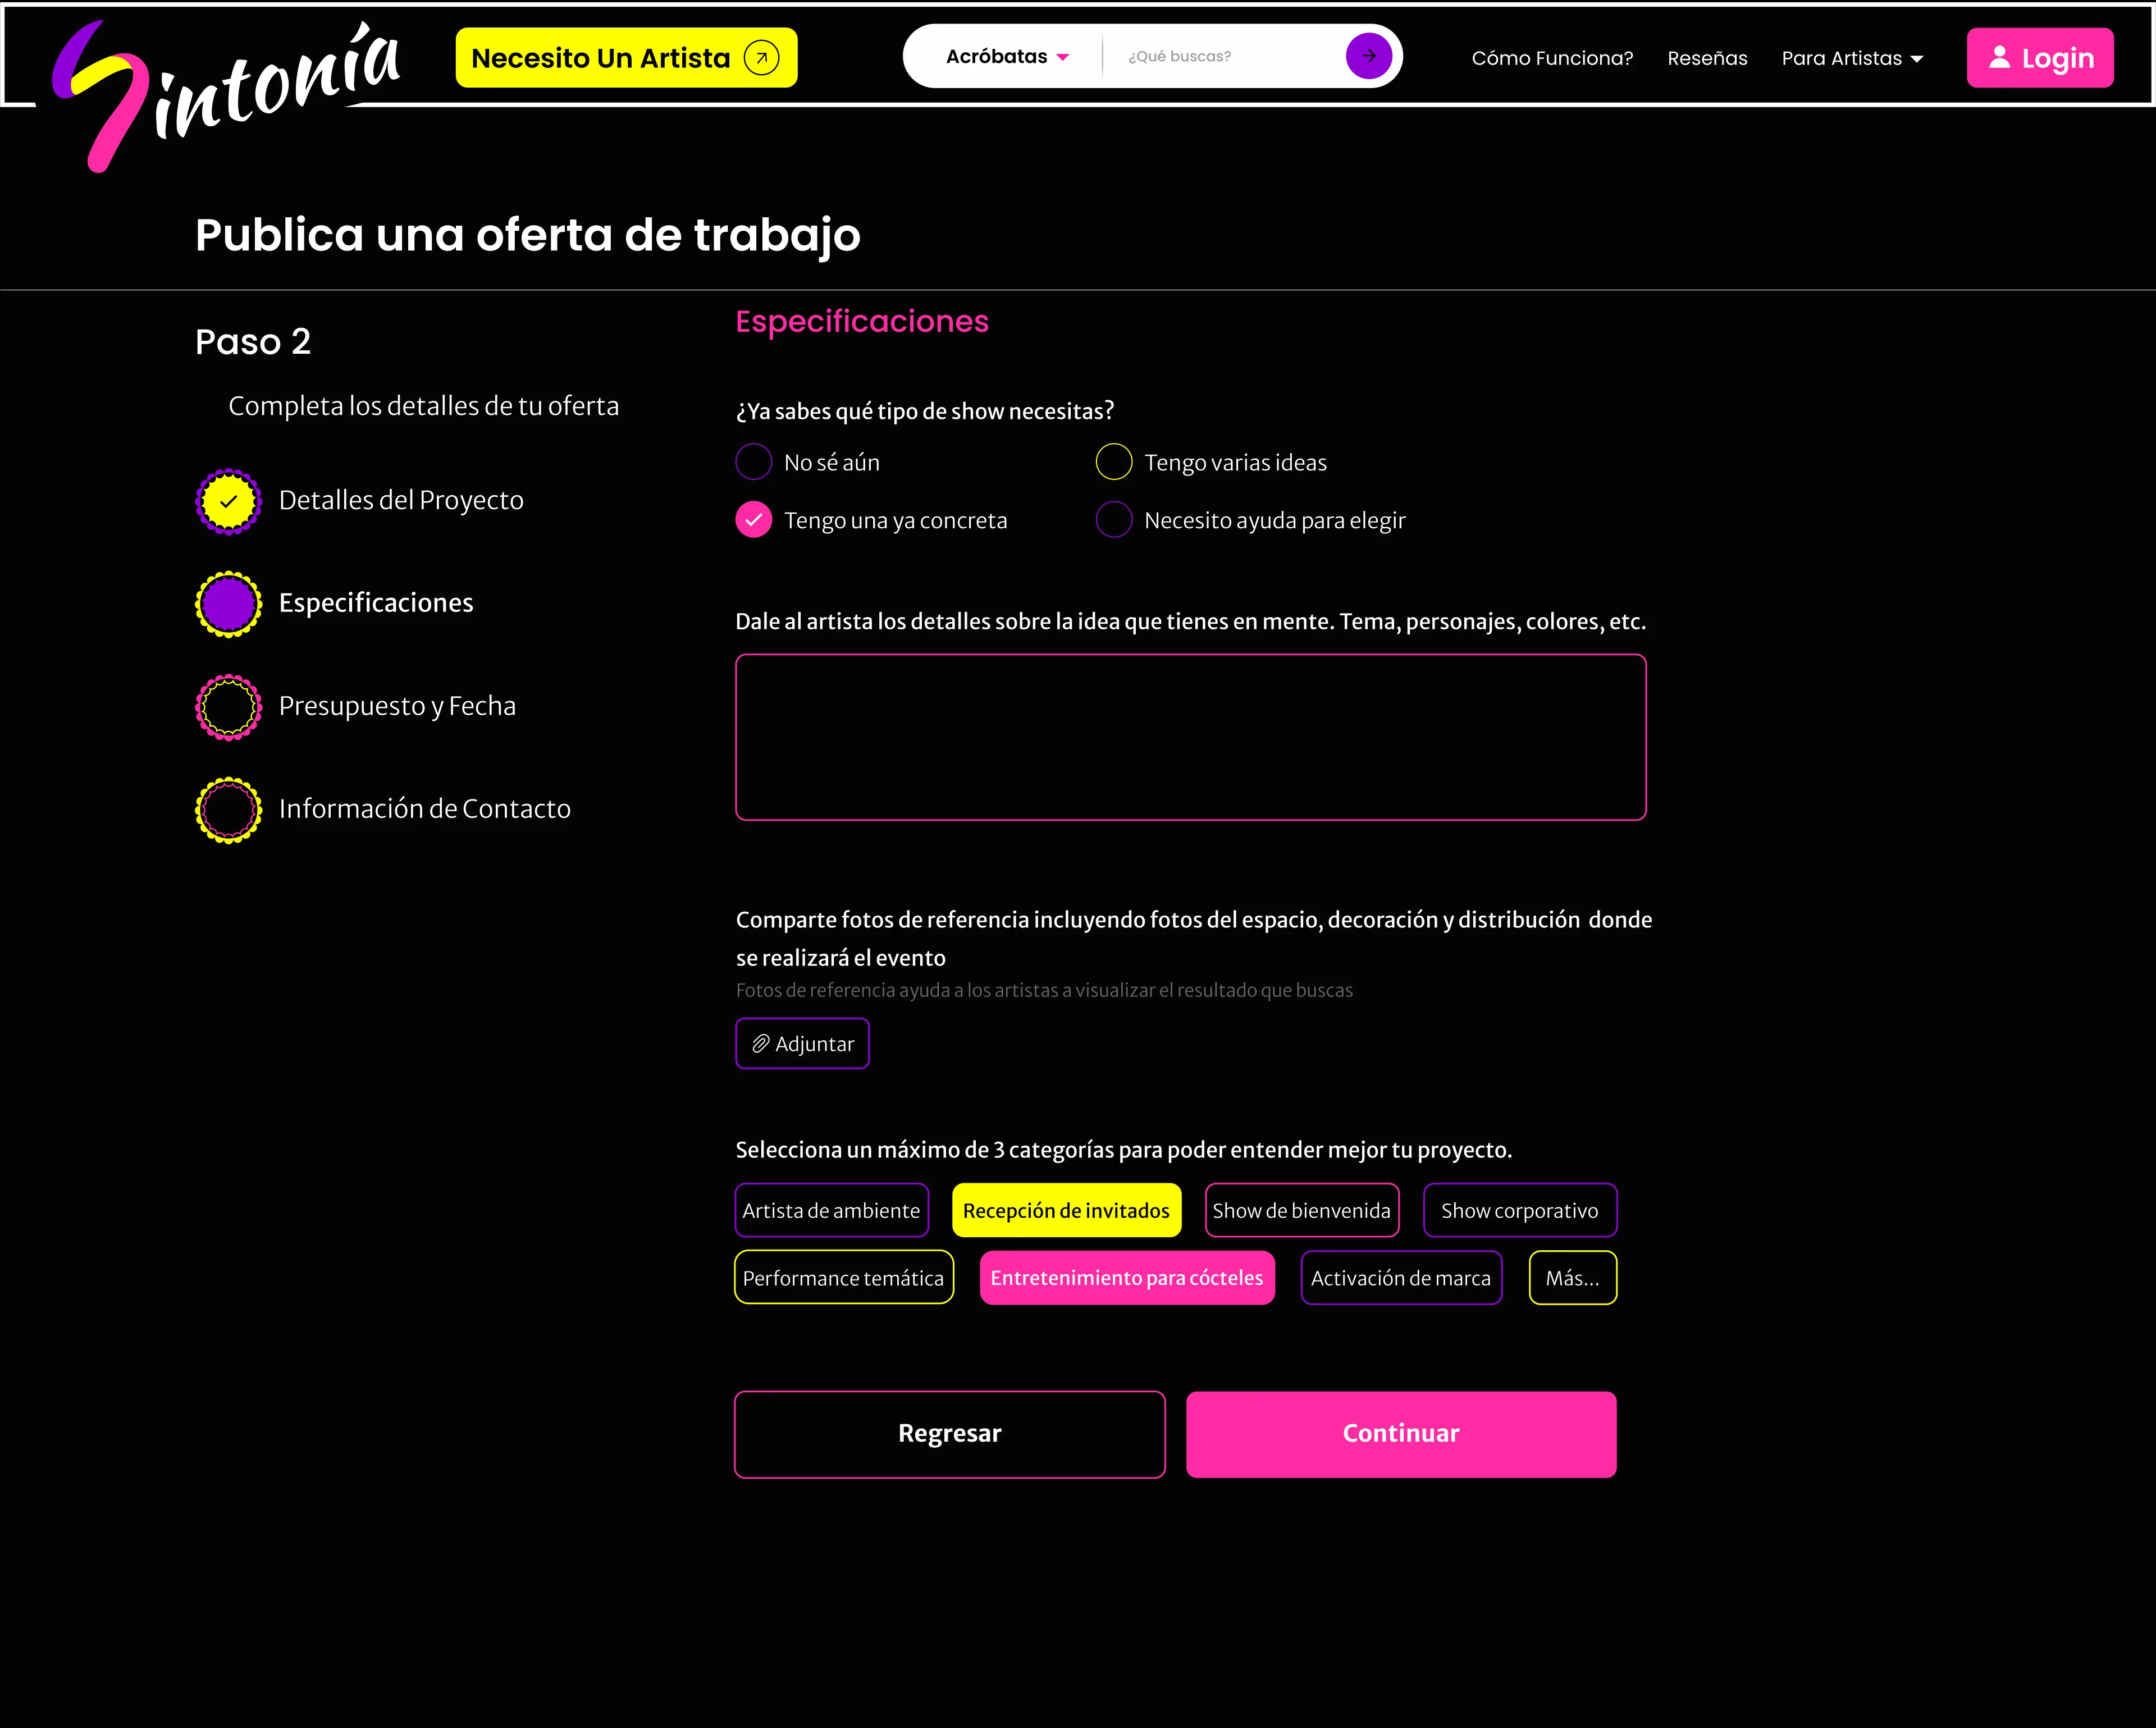 Sintonía
Necesito Un Artista
Acróbatas
¿Qué buscas?
Cómo Funciona?
Reseñas
Para Artistas
Login
Publica una oferta de trabajo
Paso 2
Completa los detalles de tu oferta
Detalles del Proyecto
Especificaciones
Presupuesto y Fecha
Información de Contacto
Especificaciones
¿Ya sabes qué tipo de show necesitas?
No sé aún
Tengo varias ideas
Tengo una ya concreta
Necesito ayuda para elegir
Dale al artista los detalles sobre la idea que tienes en mente. Tema, personajes, colores, etc.
Comparte fotos de referencia incluyendo fotos del espacio, decoración y distribución  donde
se realizará el evento
Fotos de referencia ayuda a los artistas a visualizar el resultado que buscas
Adjuntar
Selecciona un máximo de 3 categorías para poder entender mejor tu proyecto.
Artista de ambiente
Recepción de invitados
Show de bienvenida
Show corporativo
Performance temática
Entretenimiento para cócteles
Activación de marca
Más...
Regresar
Continuar